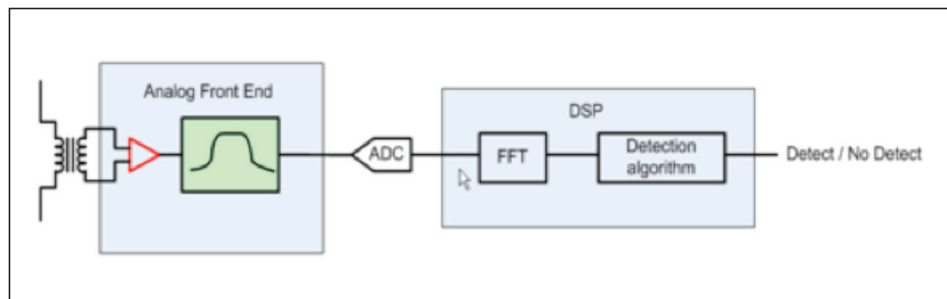 Analog Front End
ADC
DSP
FFT
Detection
algorithm
Detect / No Detect